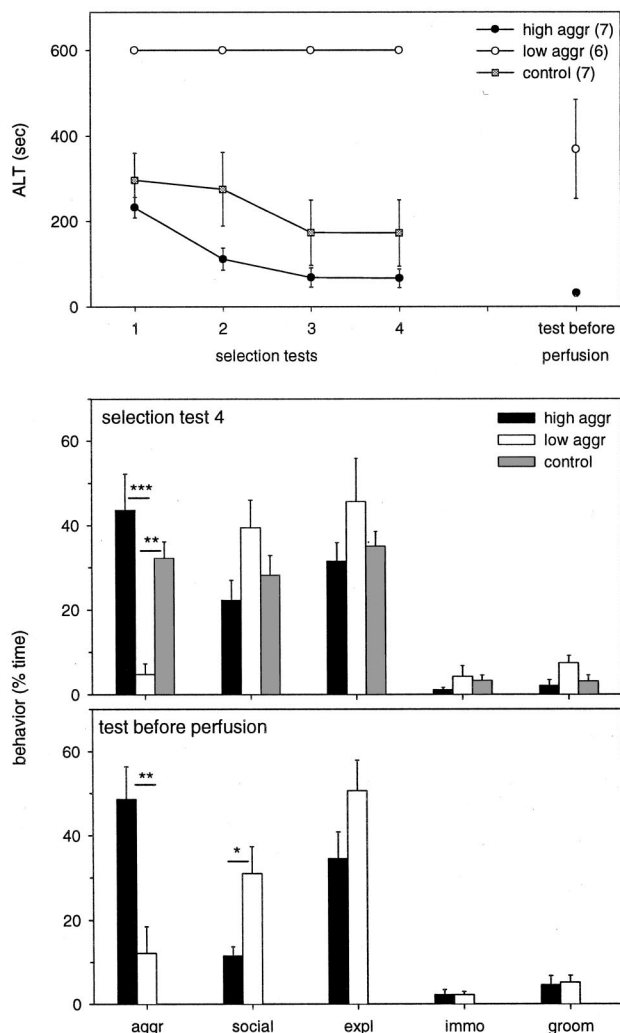 600
400
200
0
ALT (sec)
high aggr (7)
low aggr (6)
control (7)
1
2
3
4
test before
selection tests
perfusion
selection test 4
high aggr
low aggr
control
60
40
20
0
***
**
behavior (% time)
test before perfusion
60
40
20
0
**
*
aggr
social
expl
immo
groom